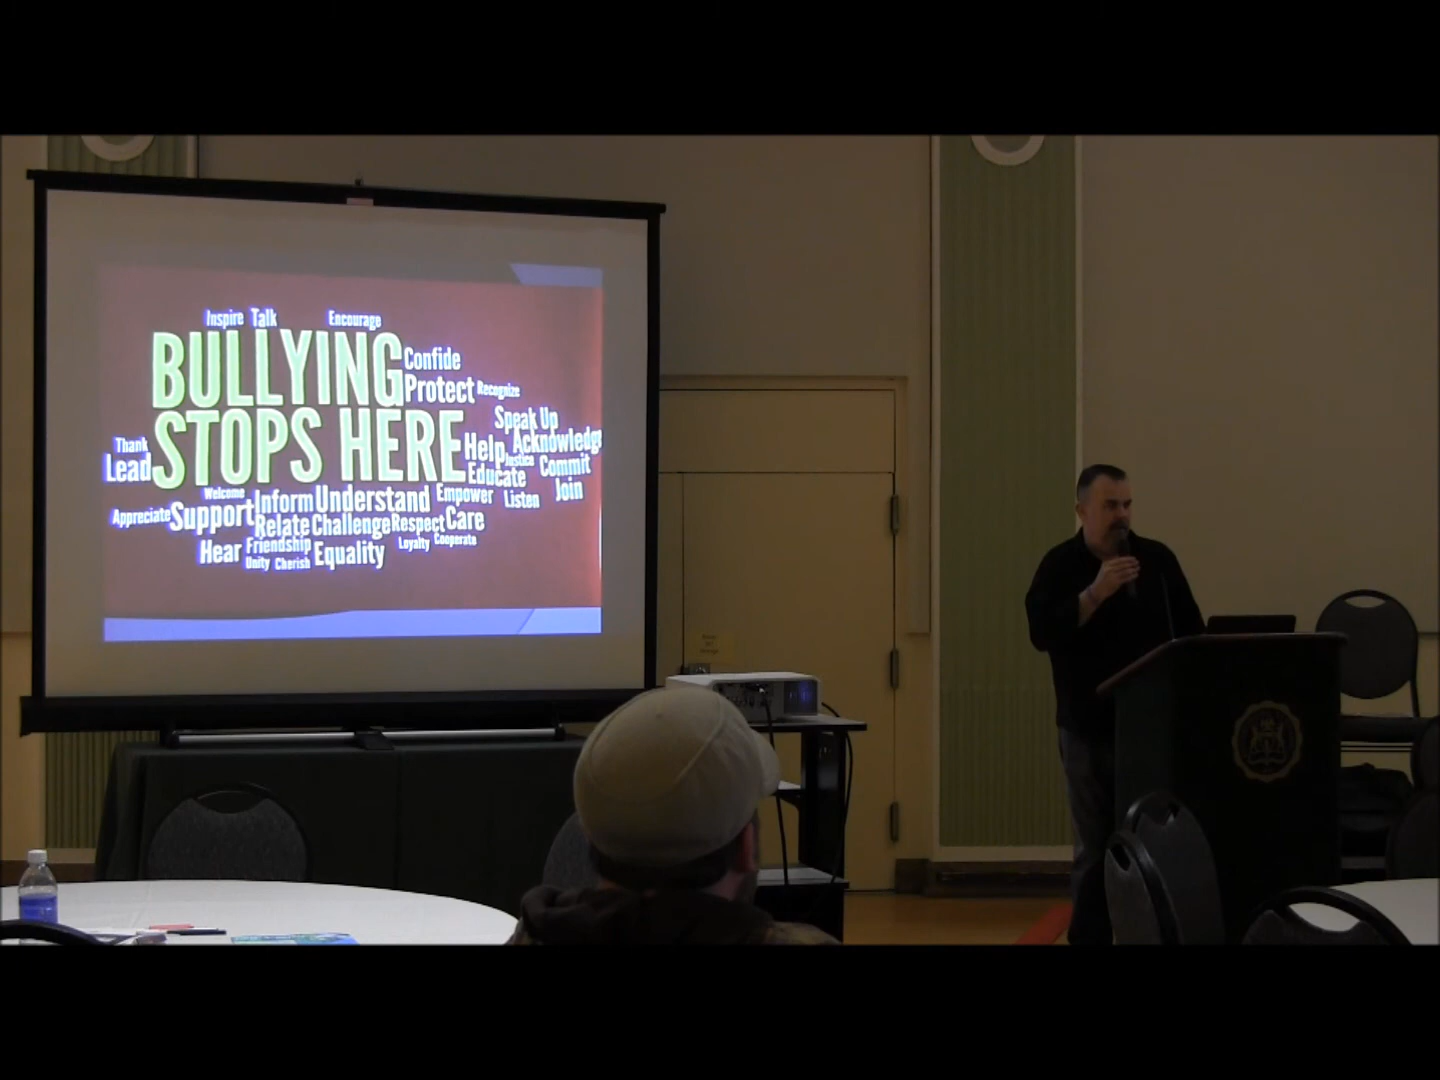 Inspire Talk Encourage
BULLYING Confide
Protect Recognize
STOPS HERE Speak Up
Thank Help Acknowledge
Lead Justice Commit
Educate
Welcome Inform Understand Empower Listen Join
Appreciate Support Relate Challenge Respect Care
Hear Friendship Equality Loyalty Cooperate
Unity Cherish